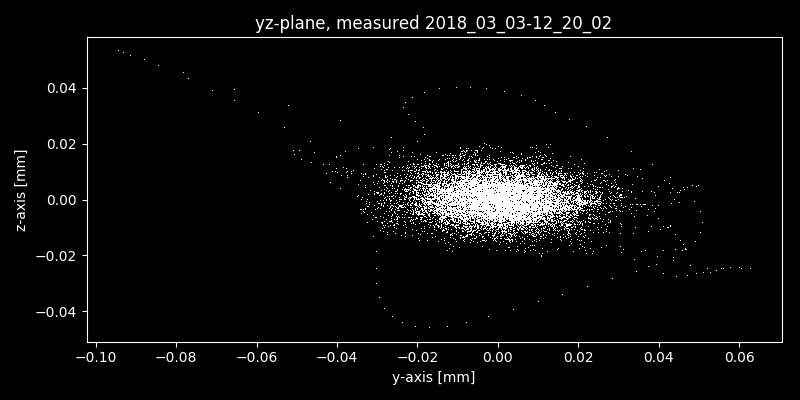 yz-plane, measured 2018_03_03-12_20_02
z-axis [mm]
0.04
0.02
0.00
−0.02
−0.04
−0.10 −0.08 −0.06 −0.04 −0.02 0.00 0.02 0.04 0.06
y-axis [mm]